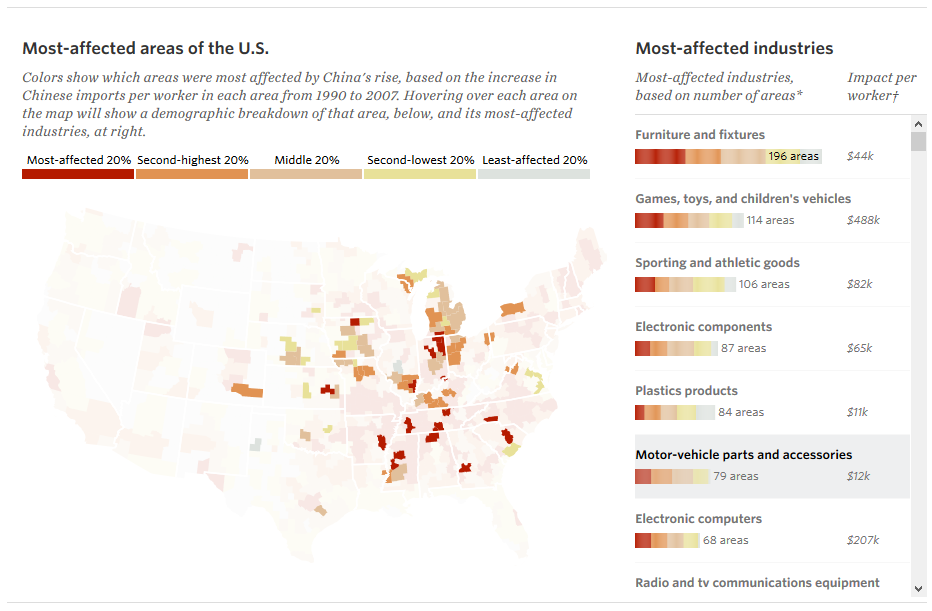 Most-affected areas of the U.S.
Colors show which areas were most affected by China's rise, based on the increase in
Chinese imports per worker in each area from 1990 to 2007. Hovering over each area on
the map will show a demographic breakdown of that area, below, and its most-affected
industries, at right.
Most-affected 20% Second-highest 20% Middle 20% Second-lowest 20% Least-affected 20%
Most-affected industries
Most-affected industries, Impact per
based on number of areas* worker†
Furniture and fixtures
196 areas $44k
Games, toys, and children's vehicles
114 areas $488k
Sporting and athletic goods
106 areas $82k
Electronic components
87 areas $65k
Plastics products
84 areas $11k
Motor-vehicle parts and accessories
79 areas $12k
Electronic computers
68 areas $207k
Radio and tv communications equipment